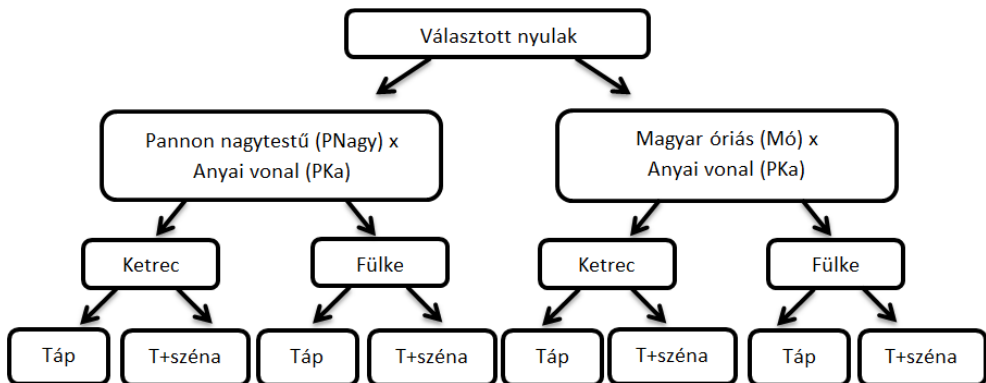 Választott nyulak
Pannon nagytestű (PNagy) x
Anyai vonal (PKa)
Magyar óriás (Mó) x
Anyai vonal (PKa)
Ketrec
Fülke
Ketrec
Fülke
Táp
T+széna
Táp
T+széna
Táp
T+széna
Táp
T+széna